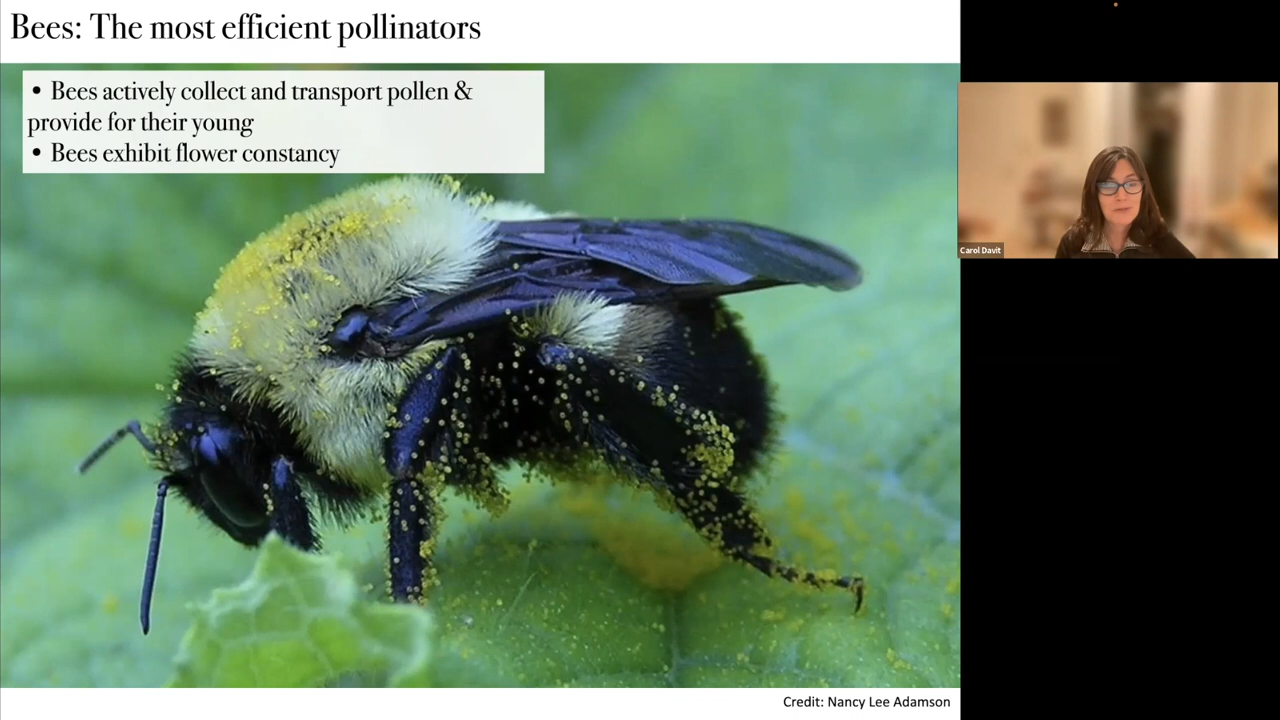 Bees: The most efficient pollinators
• Bees actively collect and transport pollen &
provide for their young
• Bees exhibit flower constancy
Carol Davit
Credit: Nancy Lee Adamson